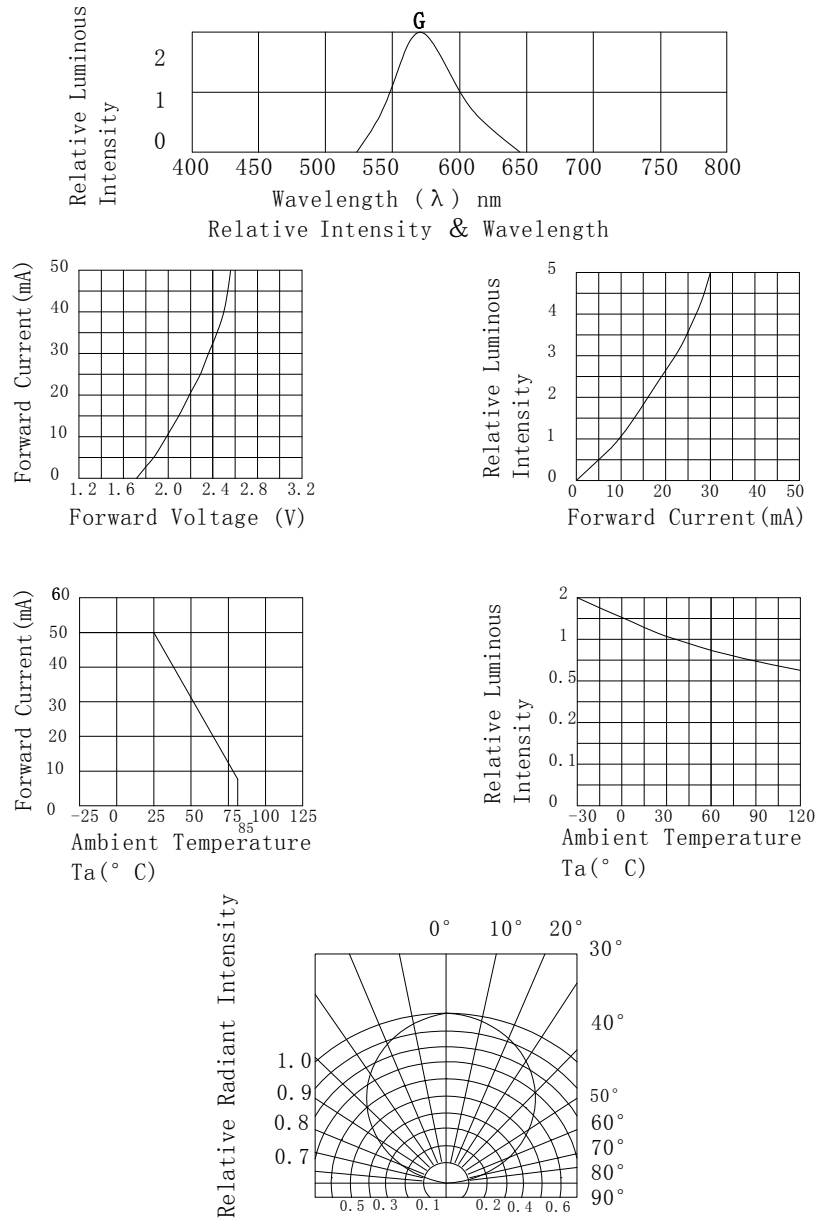 G
Relative Luminous
Intensity
2
1
0
400 450 500 550 600 650 700 750 800
Wavelength (λ) nm
Relative Intensity & Wavelength
Forward Current(mA)
50
40
30
20
10
0
1.2 1.6 2.0 2.4 2.8 3.2
Forward Voltage (V)
Relative Luminous
Intensity
5
4
3
2
1
0
0 10 20 30 40 50
Forward Current(mA)
Forward Current(mA)
60
50
40
30
20
10
0
-25 0 25 50 75 100 125
85
Ambient Temperature
Ta(° C)
Relative Luminous
Intensity
2
1
0.5
0.2
0.1
0
-30 0 30 60 90 120
Ambient Temperature
Ta(° C)
Relative Radiant Intensity
0° 10° 20°
30°
40°
1.0
0.9
0.8
0.7
50°
60°
70°
80°
90°
0.5 0.3 0.1 0.2 0.4 0.6